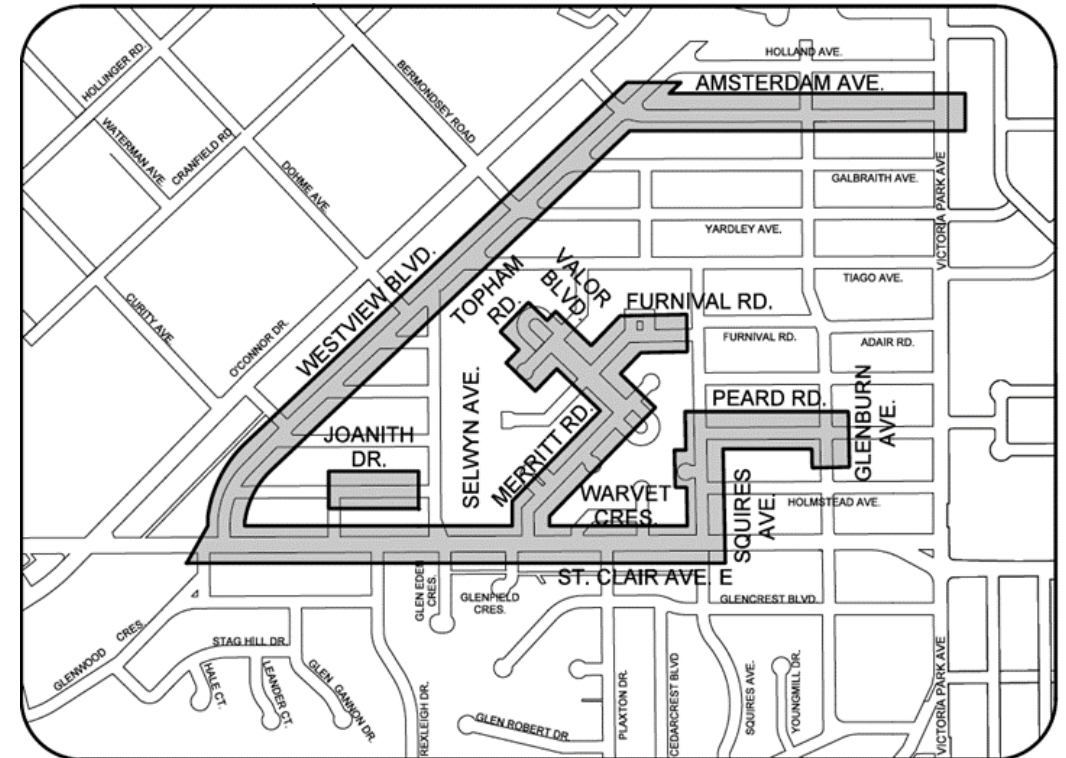 HOLLINGER RD.
BERMONDSEY ROAD
HOLLAND AVE.
AMSTERDAM AVE.
WATERMAN AVE.
CRANFIELD RD
DOHME AVE.
GALBRAITH AVE.
VICTORIA PARK AVE
YARDLEY AVE.
WESTVIEW BLVD.
TOPHAM
RD.
VALOR
BLVD.
TIAGO AVE.
CURITY AVE
O'CONNOR DR.
FURNIVAL RD.
FURNIVAL RD.
ADAIR RD.
SELWYN AVE.
MERRITT RD.
PEARD RD.
GLENBURN
AVE.
JOANITH
DR.
WARVET
CRES.
SQUIRES
AVE.
HOLMSTEAD AVE.
ST. CLAIR AVE. E
GLEN EDEN
CRES.
GLENFIELD
CRES.
GLENCREST BLVD.
GLENWOOD CRES.
STAG HILL DR.
HALE CT.
LEANDER CT.
GLEN GANNON DR.
REXLEIGH DR.
GLEN ROBERT DR.
PLAXTON DR.
CEDARCREST BLVD
SQUIRES AVE.
YOUNGMILL DR.
VICTORIA PARK AVE